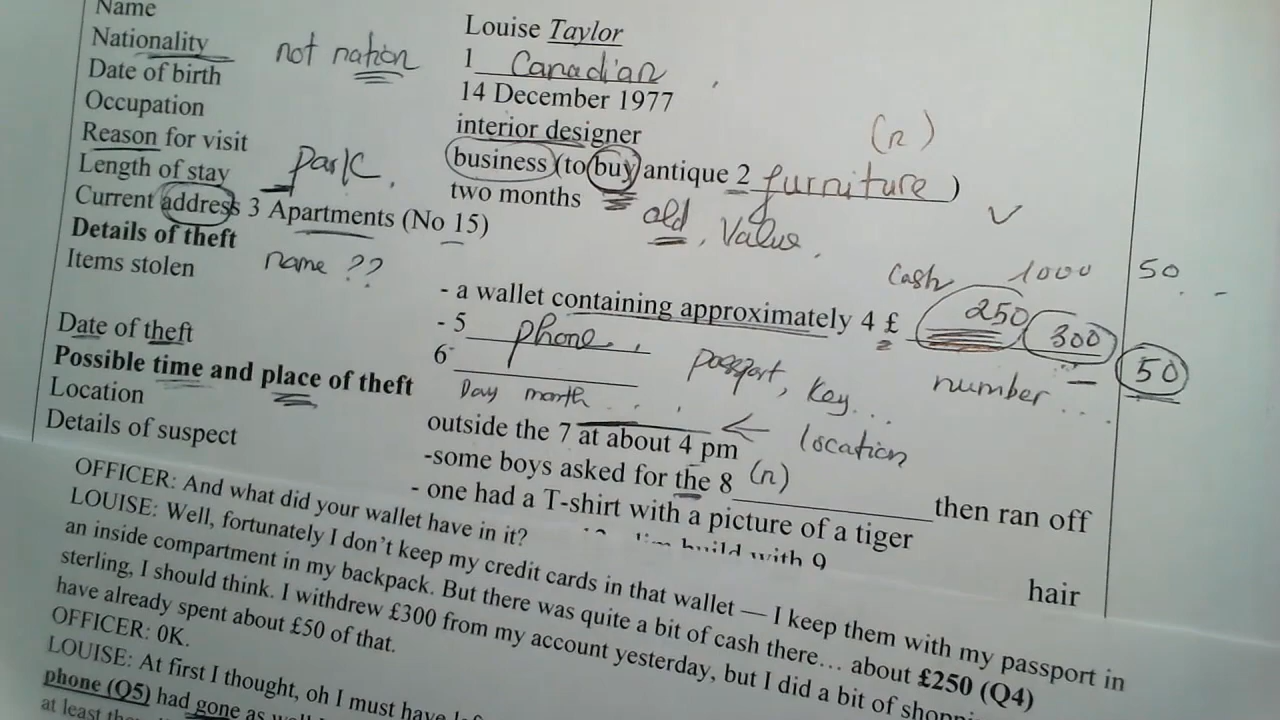 Name Louise Taylor
Nationality not nation 1 Canadian
Date of birth 14 December 1977
Occupation interior designer (n)
Reason for visit business (to buy antique 2 furniture)
Length of stay park. two months old, Value.
Current address 3 Apartments (No 15)
Details of theft name ??
Items stolen cash 1000 50
- a wallet containing approximately 4 £ 250 300 50
- 5 phone passport, key... number..
Date of theft 6 Day month
Possible time and place of theft outside the 7 at about 4 pm ← location
Location -some boys asked for the 8 (n) then ran off
Details of suspect - one had a T-shirt with a picture of a tiger
build with 9 hair
OFFICER: And what did your wallet have in it?
LOUISE: Well, fortunately I don't keep my credit cards in that wallet — I keep them with my passport in
an inside compartment in my backpack. But there was quite a bit of cash there… about £250 (Q4)
sterling, I should think. I withdrew £300 from my account yesterday, but I did a bit of
have already spent about £50 of that.
OFFICER: 0K.
LOUISE: At first I thought, oh I must have
phone (Q5) had gone as
at least